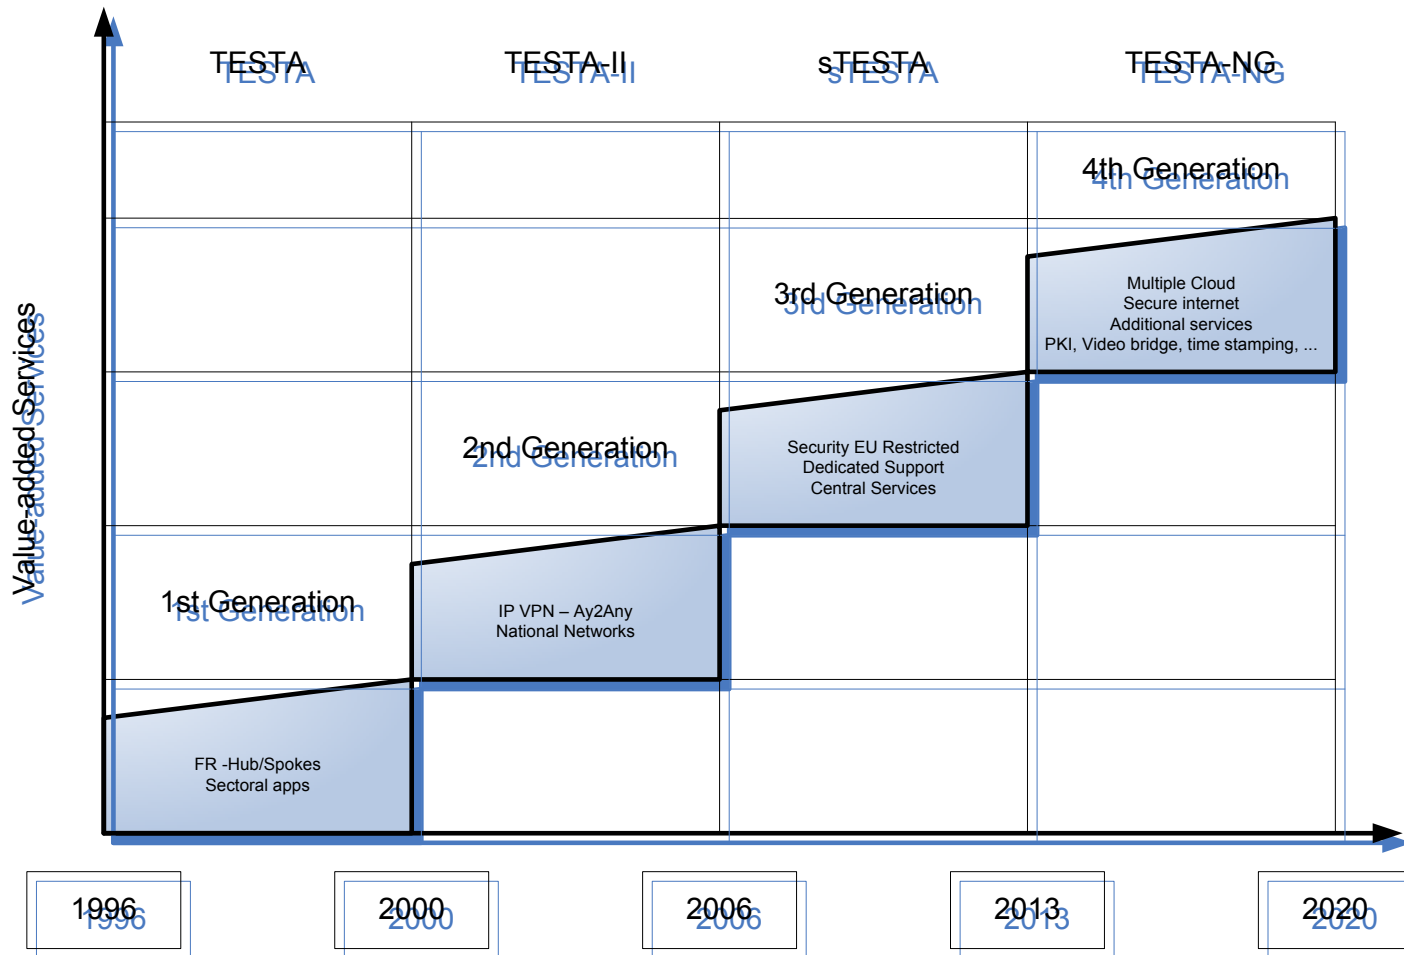 TESTA
TESTA-II
sTESTA
TESTA-NG
4th Generation
Multiple Cloud
Secure internet
Additional services
PKI, Video bridge, time stamping, ...
3rd Generation
Security EU Restricted
Dedicated Support
Central Services
2nd Generation
IP VPN – Ay2Any
National Networks
1st Generation
FR -Hub/Spokes
Sectoral apps
Value-added Services
1996
2000
2006
2013
2020